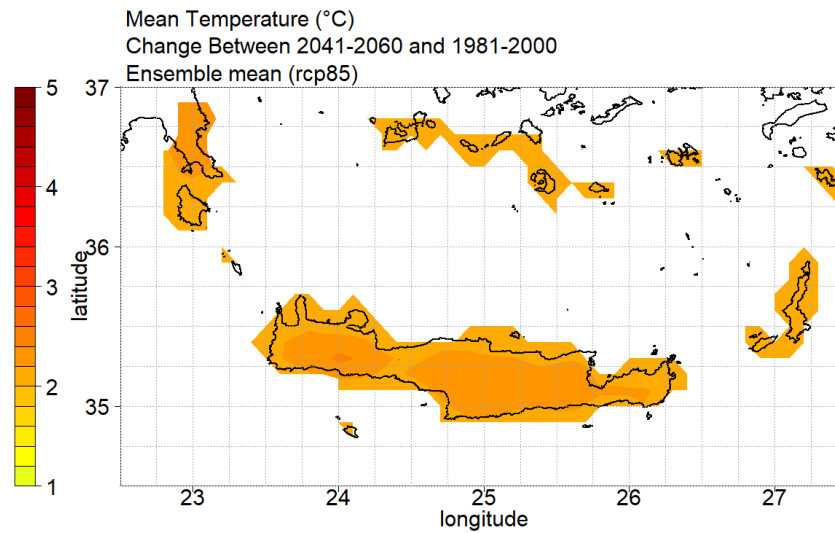 Mean Temperature (°C)
Change Between 2041-2060 and 1981-2000
Ensemble mean (rcp85)
5
4
3
2
1
37
36
35
latitude
23
24
25
26
27
longitude